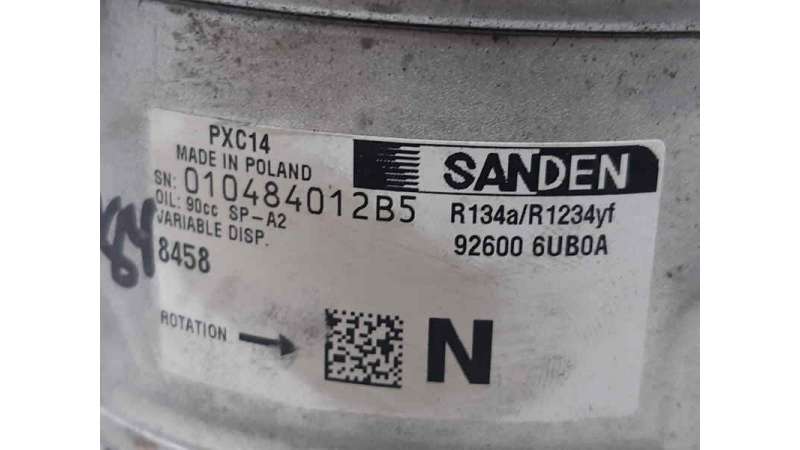 PXC14
MADE IN POLAND
SN: 010484012B5
OIL: 90cc SP-A2
VARIABLE DISP.
8458
SANDEN
R134a/R1234yf
92600 6UB0A
ROTATION
N